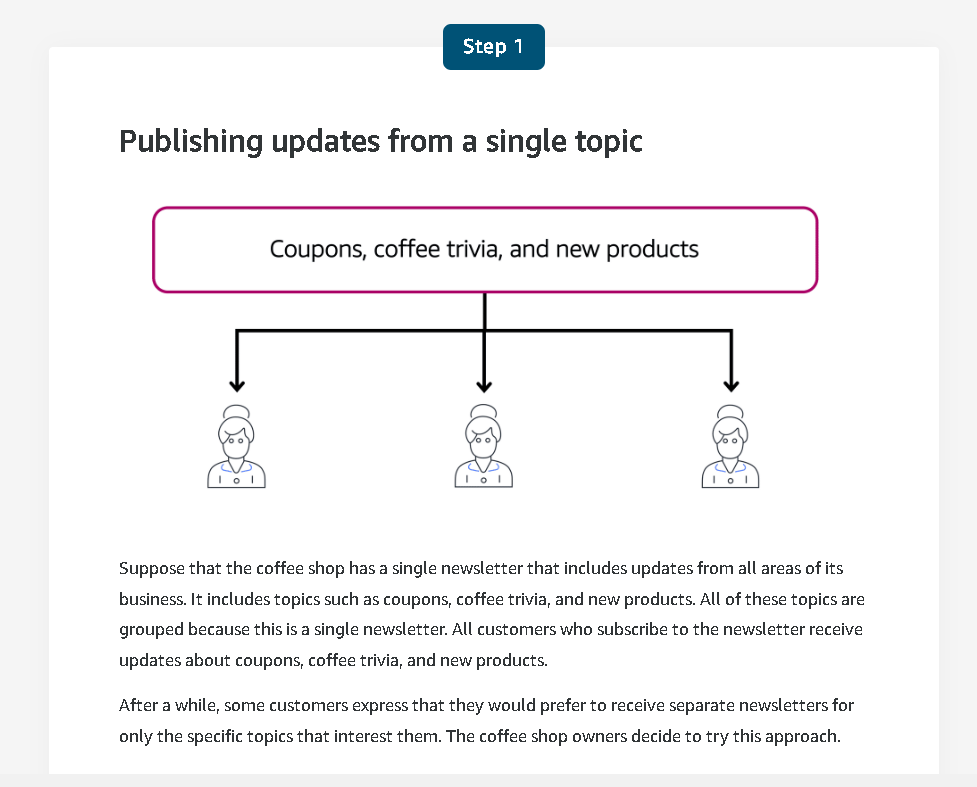 Step 1
Publishing updates from a single topic
Coupons, coffee trivia, and new products
Suppose that the coffee shop has a single newsletter that includes updates from all areas of its
business. It includes topics such as coupons, coffee trivia, and new products. All of these topics are
grouped because this is a single newsletter. All customers who subscribe to the newsletter receive
updates about coupons, coffee trivia, and new products.
After a while, some customers express that they would prefer to receive separate newsletters for
only the specific topics that interest them. The coffee shop owners decide to try this approach.